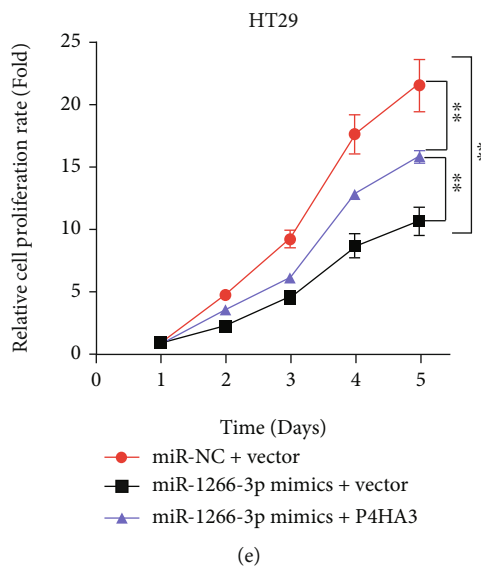 HT29
Relative cell proliferation rate (Fold)
25
20
15
10
5
0
0 1 2 3 4 5
**
**
**
Time (Days)
miR-NC + vector
miR-1266-3p mimics + vector
miR-1266-3p mimics + P4HA3
(e)